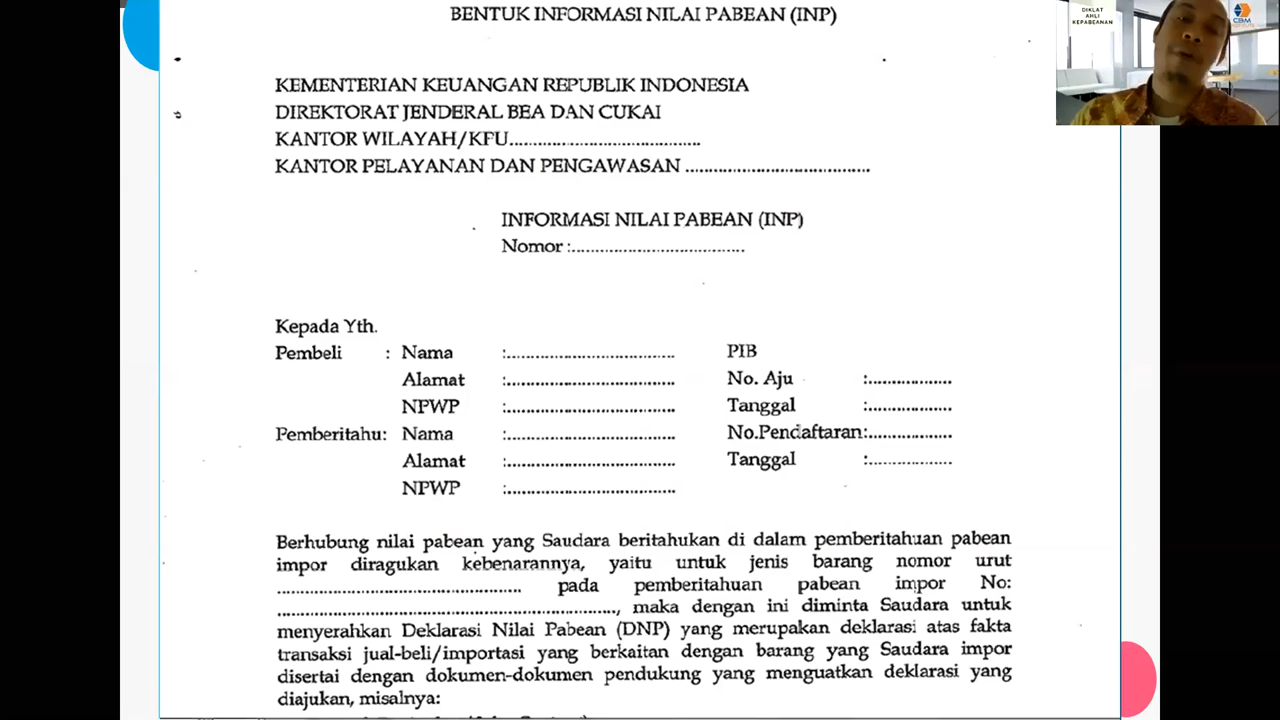 BENTUK INFORMASI NILAI PABEAN (INP)
DIKLAT
AHLI
KEPABEANAN
CBM
KEMENTERIAN KEUANGAN REPUBLIK INDONESIA
DIREKTORAT JENDERAL BEA DAN CUKAI
KANTOR WILAYAH/KFU.......................................
KANTOR PELAYANAN DAN PENGAWASAN ......................................
INFORMASI NILAI PABEAN (INP)
Nomor :....................................
Kepada Yth.
Pembeli : Nama :................................... PIB
Alamat :................................... No. Aju :.................
NPWP :................................... Tanggal :.................
Pemberitahu: Nama :................................... No.Pendaftaran:.................
Alamat :................................... Tanggal :.................
NPWP :...................................
Berhubung nilai pabean yang Saudara beritahukan di dalam pemberitahuan pabean
impor diragukan kebenarannya, yaitu untuk jenis barang nomor urut
.................................................. pada pemberitahuan pabean impor No:
......................................................................, maka dengan ini diminta Saudara untuk
menyerahkan Deklarasi Nilai Pabean (DNP) yang merupakan deklarasi atas fakta
transaksi jual-beli/importasi yang berkaitan dengan barang yang Saudara impor
disertai dengan dokumen-dokumen pendukung yang menguatkan deklarasi yang
diajukan, misalnya: